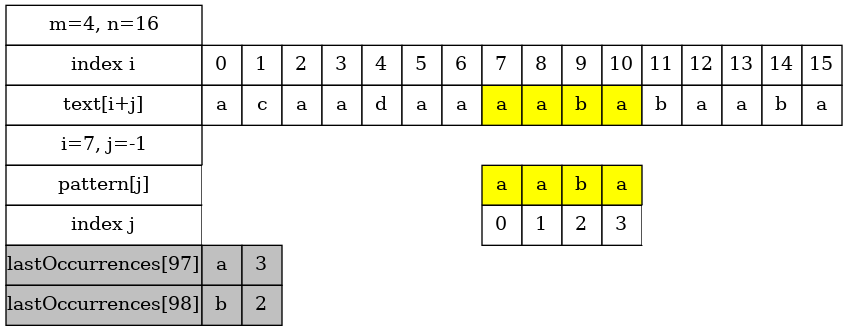 m=4, n=16
index i 0 1 2 3 4 5 6 7 8 9 10 11 12 13 14 15
text[i+j] a c a a d a a a a b a b a a b a
i=7, j=-1
pattern[j] a a b a
index j 0 1 2 3
lastOccurrences[97] a 3
lastOccurrences[98] b 2